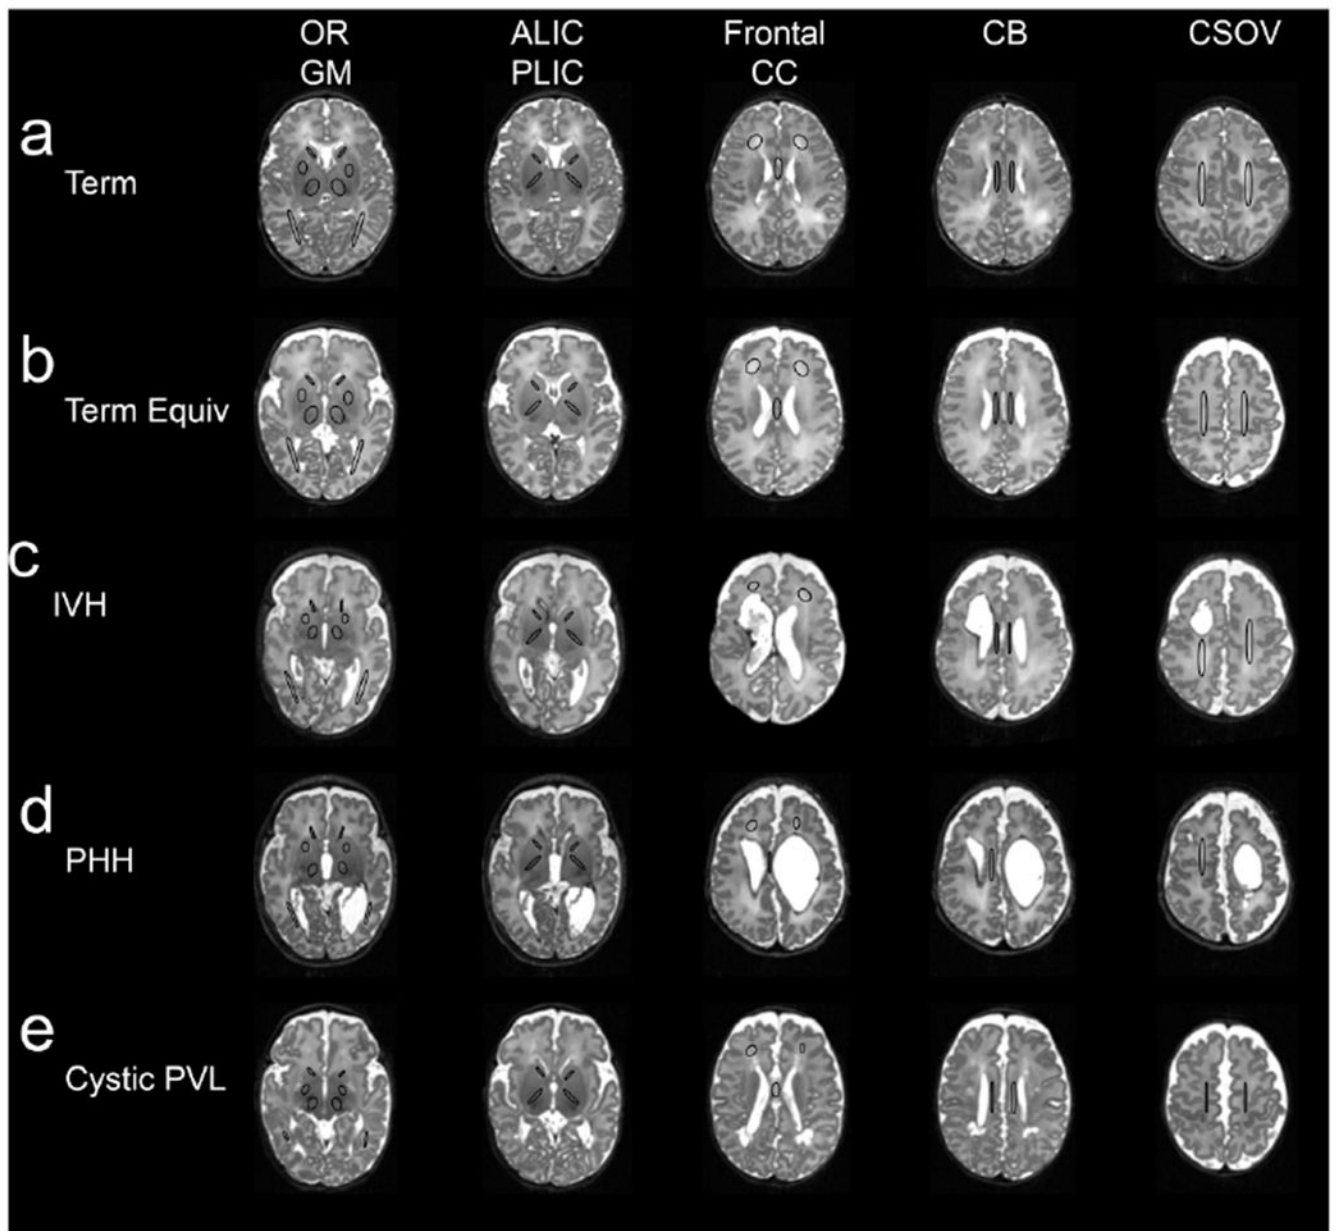 OR ALIC Frontal CB CSOV
GM PLIC CC
a
Term
b
Term Equiv
c
IVH
d
PHH
e
Cystic PVL